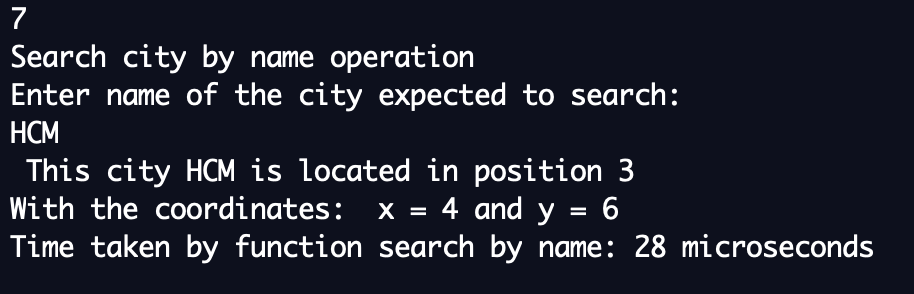 7
Search city by name operation
Enter name of the city expected to search:
HCM
 This city HCM is located in position 3
With the coordinates:  x = 4 and y = 6
Time taken by function search by name: 28 microseconds